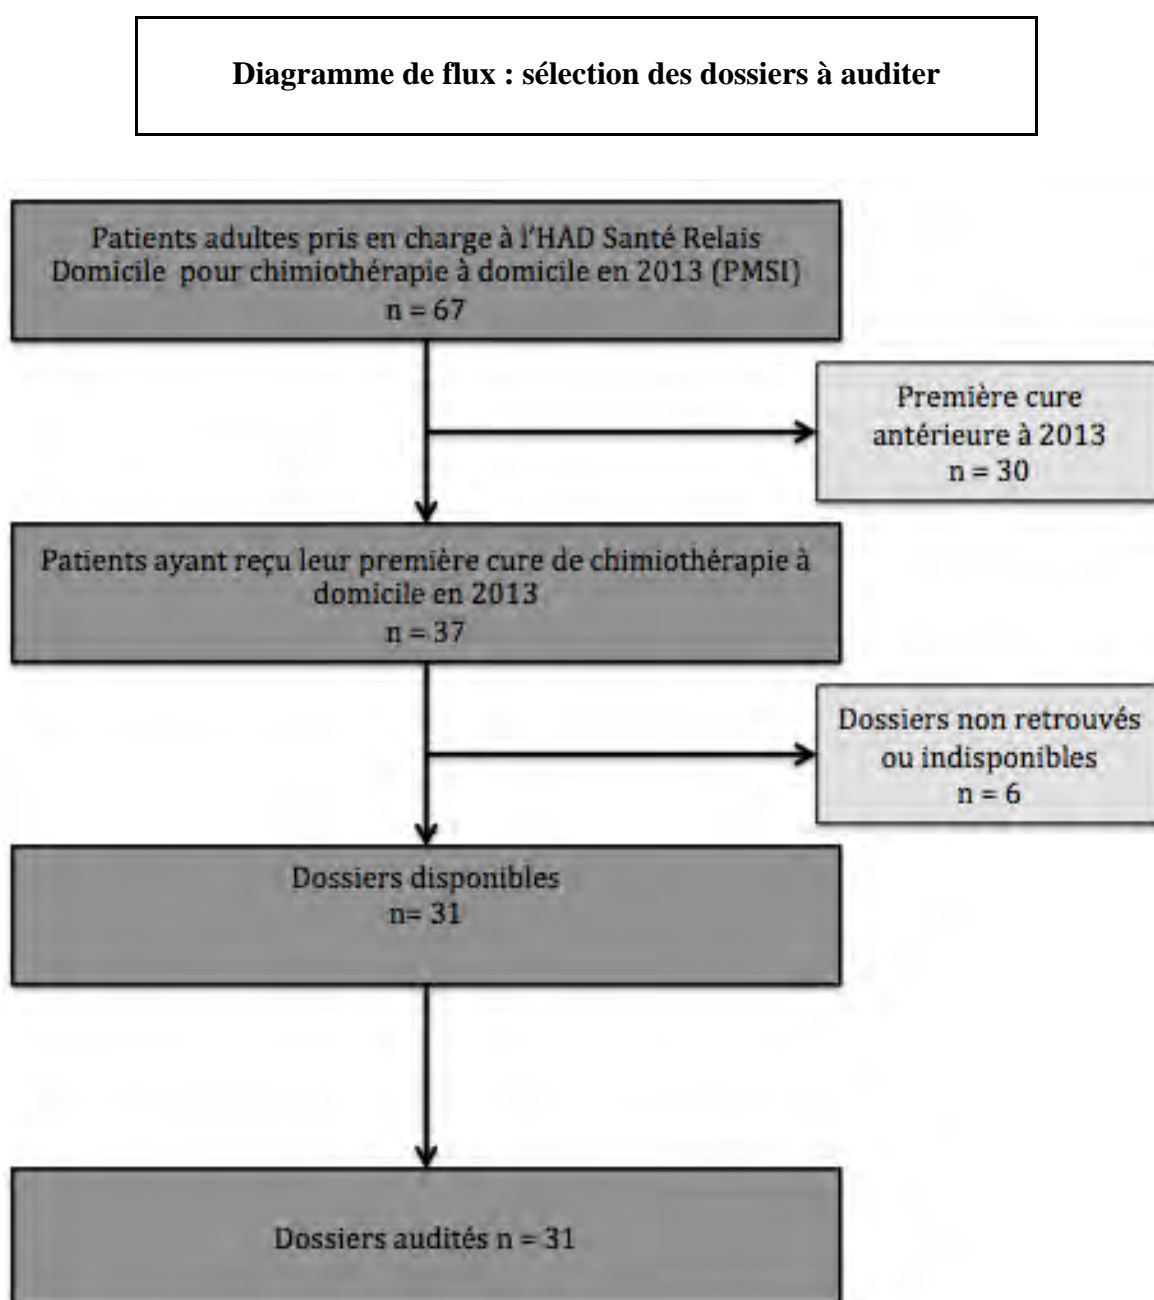 Diagramme de flux : sélection des dossiers à auditer
Patients adultes pris en charge à l'HAD Santé Relais
Domicile pour chimiothérapie à domicile en 2013 (PMSI)
n = 67
Première cure
antérieure à 2013
n = 30
Patients ayant reçu leur première cure de chimiothérapie à
domicile en 2013
n = 37
Dossiers non retrouvés
ou indisponibles
n = 6
Dossiers disponibles
n= 31
Dossiers audités n = 31